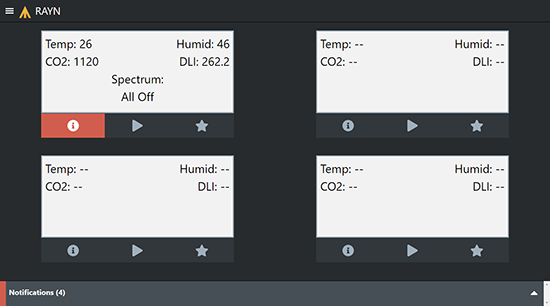 RAYN
Temp: 26 Humid: 46
CO2: 1120 DLI: 262.2
Spectrum:
All Off
Temp: -- Humid: --
CO2: -- DLI: --
Temp: -- Humid: --
CO2: -- DLI: --
Temp: -- Humid: --
CO2: -- DLI: --
Notifications (4)